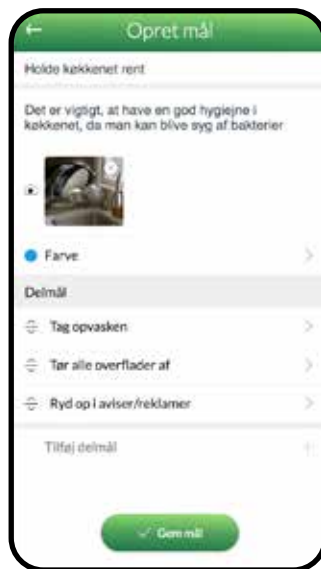 Opret mål
Holde køkkenet rent
Det er vigtigt, at have en god hygiejne i
køkkenet, da man kan blive syg af bakterier
Farve
Delmål
Tag opvasken
Tør alle overflader af
Ryd op i aviser/reklamer
Tilføj delmål
Gem mål